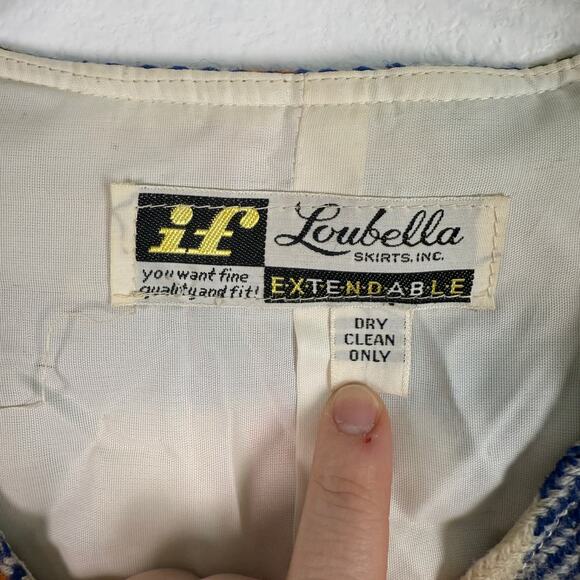 if
you want fine
quality and fit!
Loubella
SKIRTS, INC.
EXTENDABLE
DRY
CLEAN
ONLY